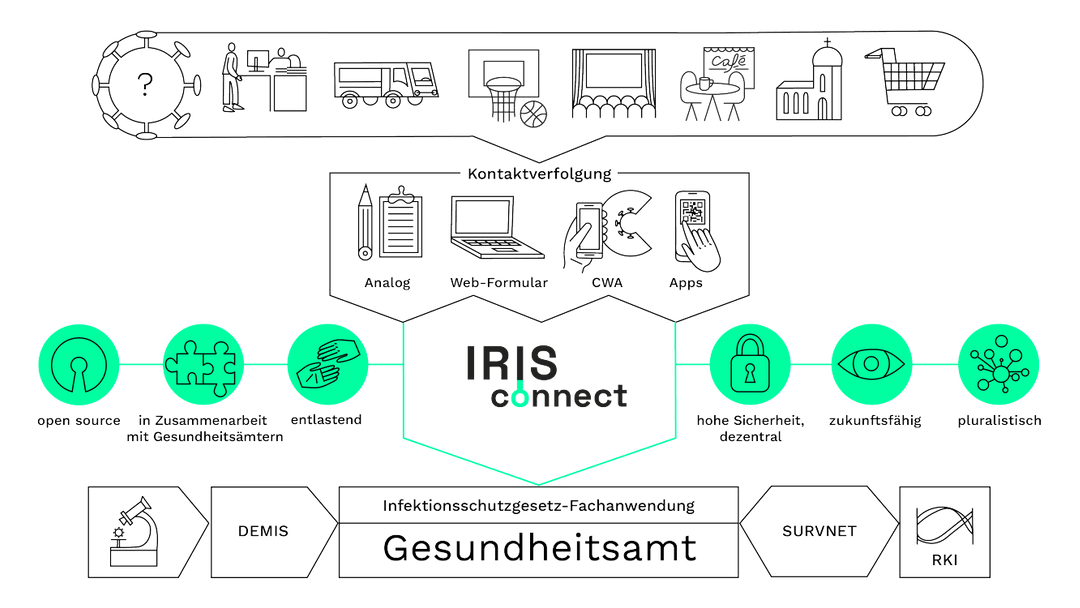 ?
Café
Kontaktverfolgung
Analog
Web-Formular
CWA
Apps
IRIS
connect
open source
in Zusammenarbeit
mit Gesundheitsämtern
entlastend
hohe Sicherheit,
dezentral
zukunftsfähig
pluralistisch
DEMIS
Infektionsschutzgesetz-Fachanwendung
Gesundheitsamt
SURVNET
RKI